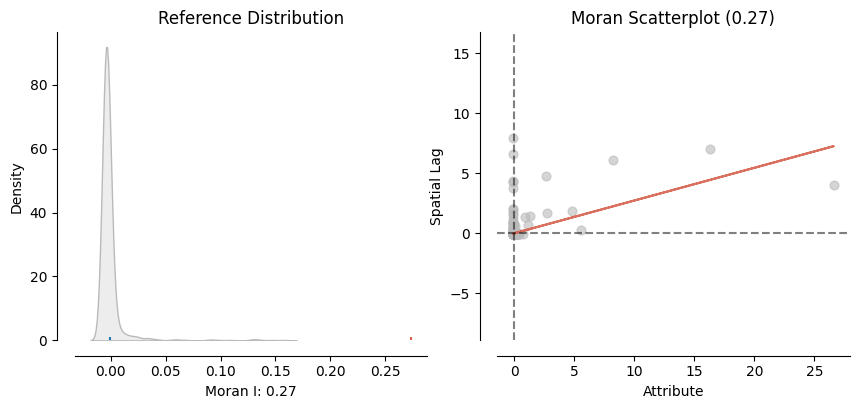 Reference Distribution
Density
80
60
40
20
0
0.00 0.05 0.10 0.15 0.20 0.25
Moran I: 0.27
Moran Scatterplot (0.27)
Spatial Lag
15
10
5
0
−5
0 5 10 15 20 25
Attribute